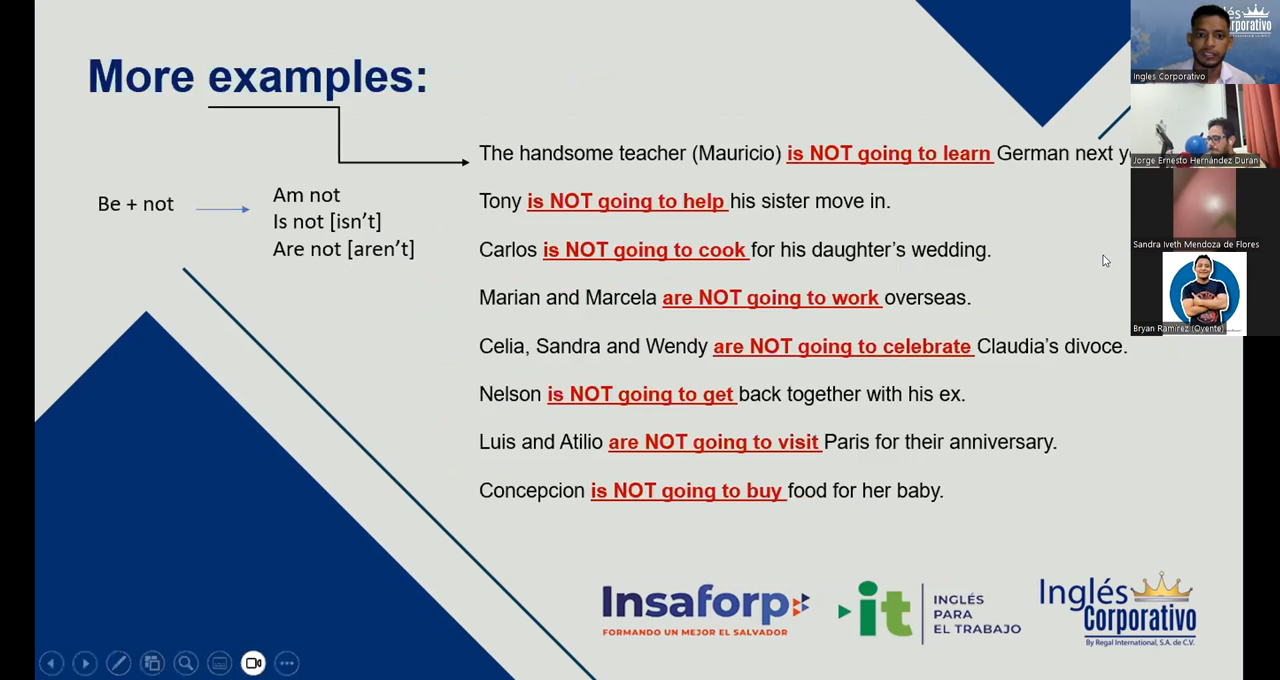 More examples:
The handsome teacher (Mauricio) is NOT going to learn German next y
Be + not
Am not
Is not [isn’t]
Are not [aren’t]
Tony is NOT going to help his sister move in.
Carlos is NOT going to cook for his daughter’s wedding.
Marian and Marcela are NOT going to work overseas.
Celia, Sandra and Wendy are NOT going to celebrate Claudia’s divoce.
Nelson is NOT going to get back together with his ex.
Luis and Atilio are NOT going to visit Paris for their anniversary.
Concepcion is NOT going to buy food for her baby.
Insaforp
FORMANDO UN MEJOR EL SALVADOR
it
INGLÉS
PARA
EL TRABAJO
Inglés
Corporativo
By Regal International, S.A. de C.V.
Ingles Corporativo
Jorge Ernesto Hernández Duran
Sandra Iveth Mendoza de Flores
Bryan Ramirez (Oyente)